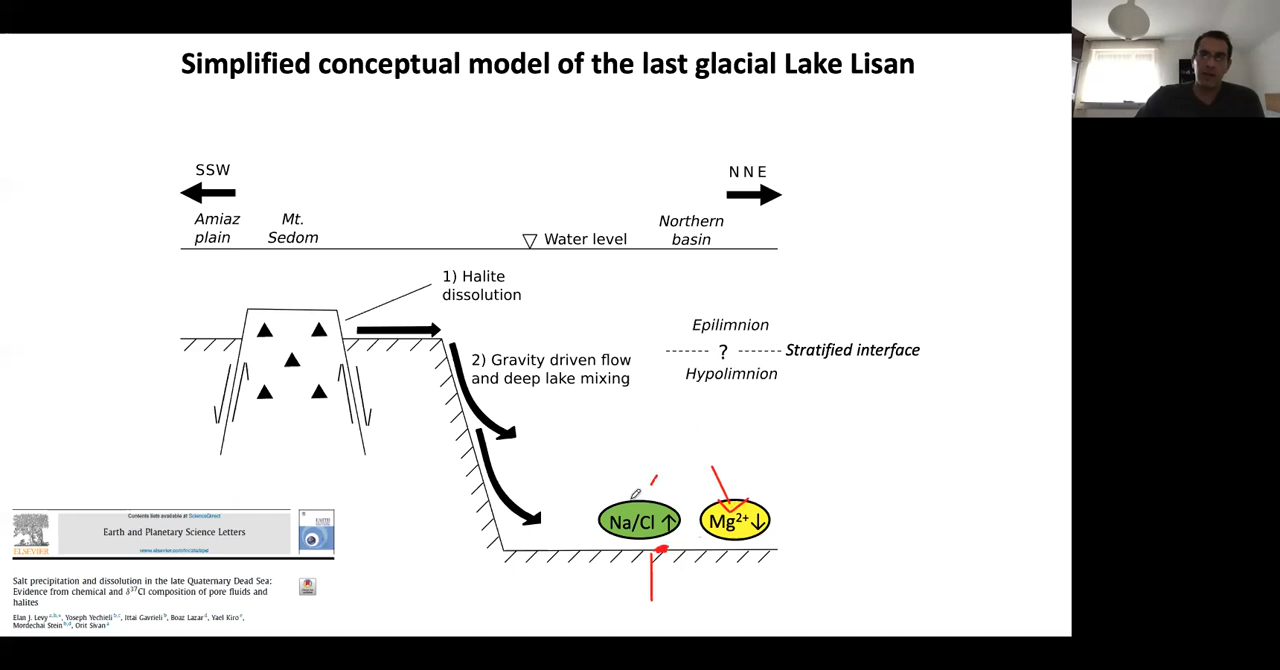 Simplified conceptual model of the last glacial Lake Lisan
SSW
NNE
Amiaz
plain
Mt.
Sedom
Water level
Northern
basin
1) Halite
dissolution
Epilimnion
?
Stratified interface
Hypolimnion
2) Gravity driven flow
and deep lake mixing
Na/Cl ↑
Mg²⁺↓
Contents lists available at ScienceDirect
Earth and Planetary Science Letters
ELSEVIER
Salt precipitation and dissolution in the late Quaternary Dead Sea:
Evidence from chemical and δ³⁷Cl composition of pore fluids and
halites
Elan J. Levy, Yoseph Yechieli, Ittai Gavrieli, Boaz Lazar, Yael Kiro,
Mordechai Stein, Orit Sivan